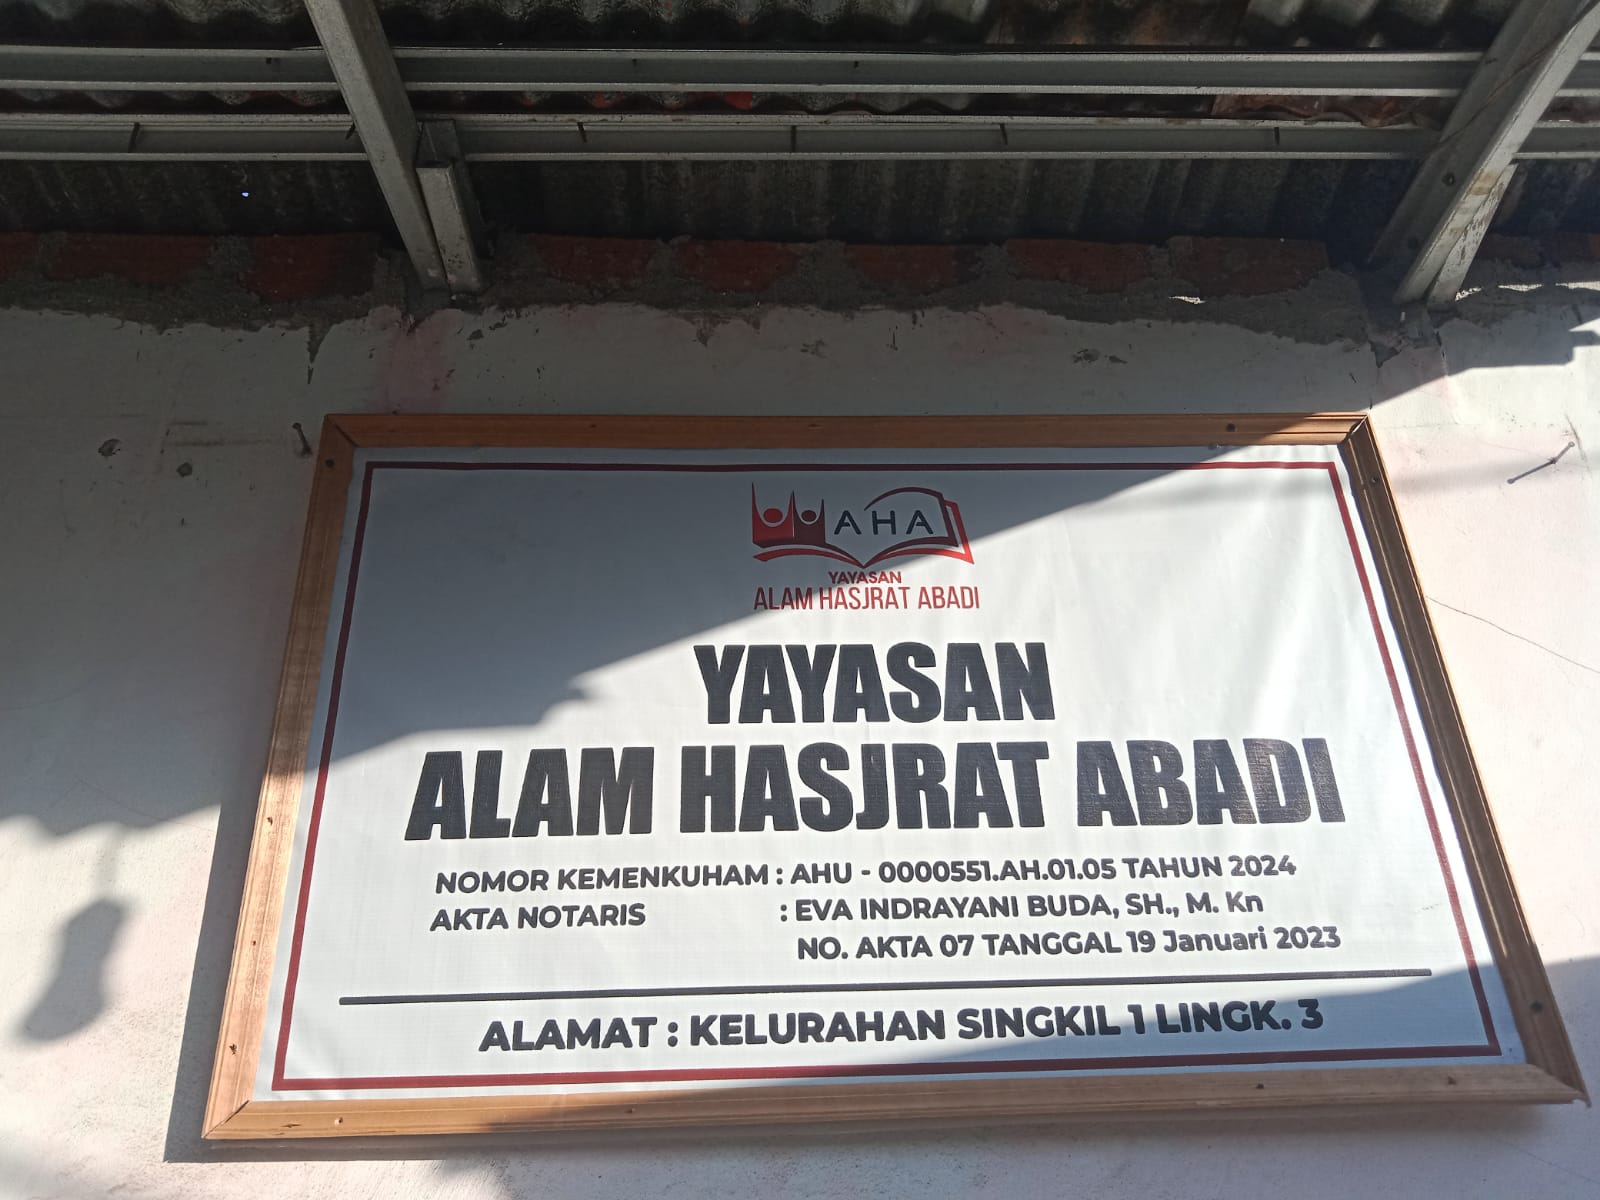 AHA
YAYASAN
ALAM HASJRAT ABADI
YAYASAN
ALAM HASJRAT ABADI
NOMOR KEMENKUHAM : AHU - 0000551.AH.01.05 TAHUN 2024
AKTA NOTARIS : EVA INDRAYANI BUDA, SH., M. Kn
NO. AKTA 07 TANGGAL 19 Januari 2023
ALAMAT : KELURAHAN SINGKIL 1 LINGK. 3